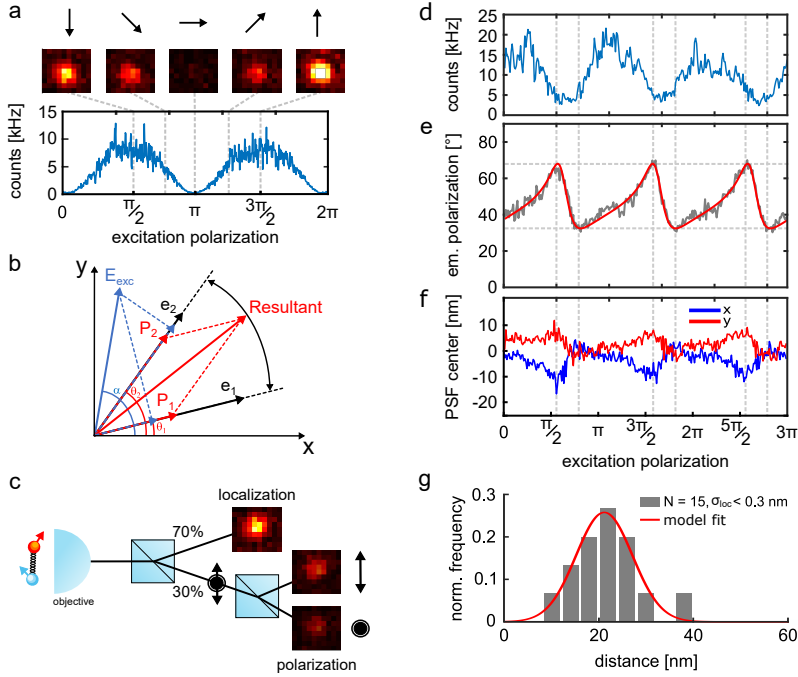 a
counts [kHz]
15
10
5
0
0
π/2
π
3π/2
2π
excitation polarization
b
y
E_exc
e_2
P_2
Resultant
α
θ_2
P_1
e_1
θ_1
x
c
localization
70%
30%
objective
polarization
d
counts [kHz]
25
20
15
10
5
0
e
em. polarization [°]
80
60
40
20
0
f
PSF center [nm]
10
0
-10
-20
x
y
0
π/2
π
3π/2
2π
5π/2
3π
excitation polarization
g
norm. frequency
0.3
0.2
0.1
0
N = 15, σ_loc < 0.3 nm
model fit
0
20
40
60
distance [nm]